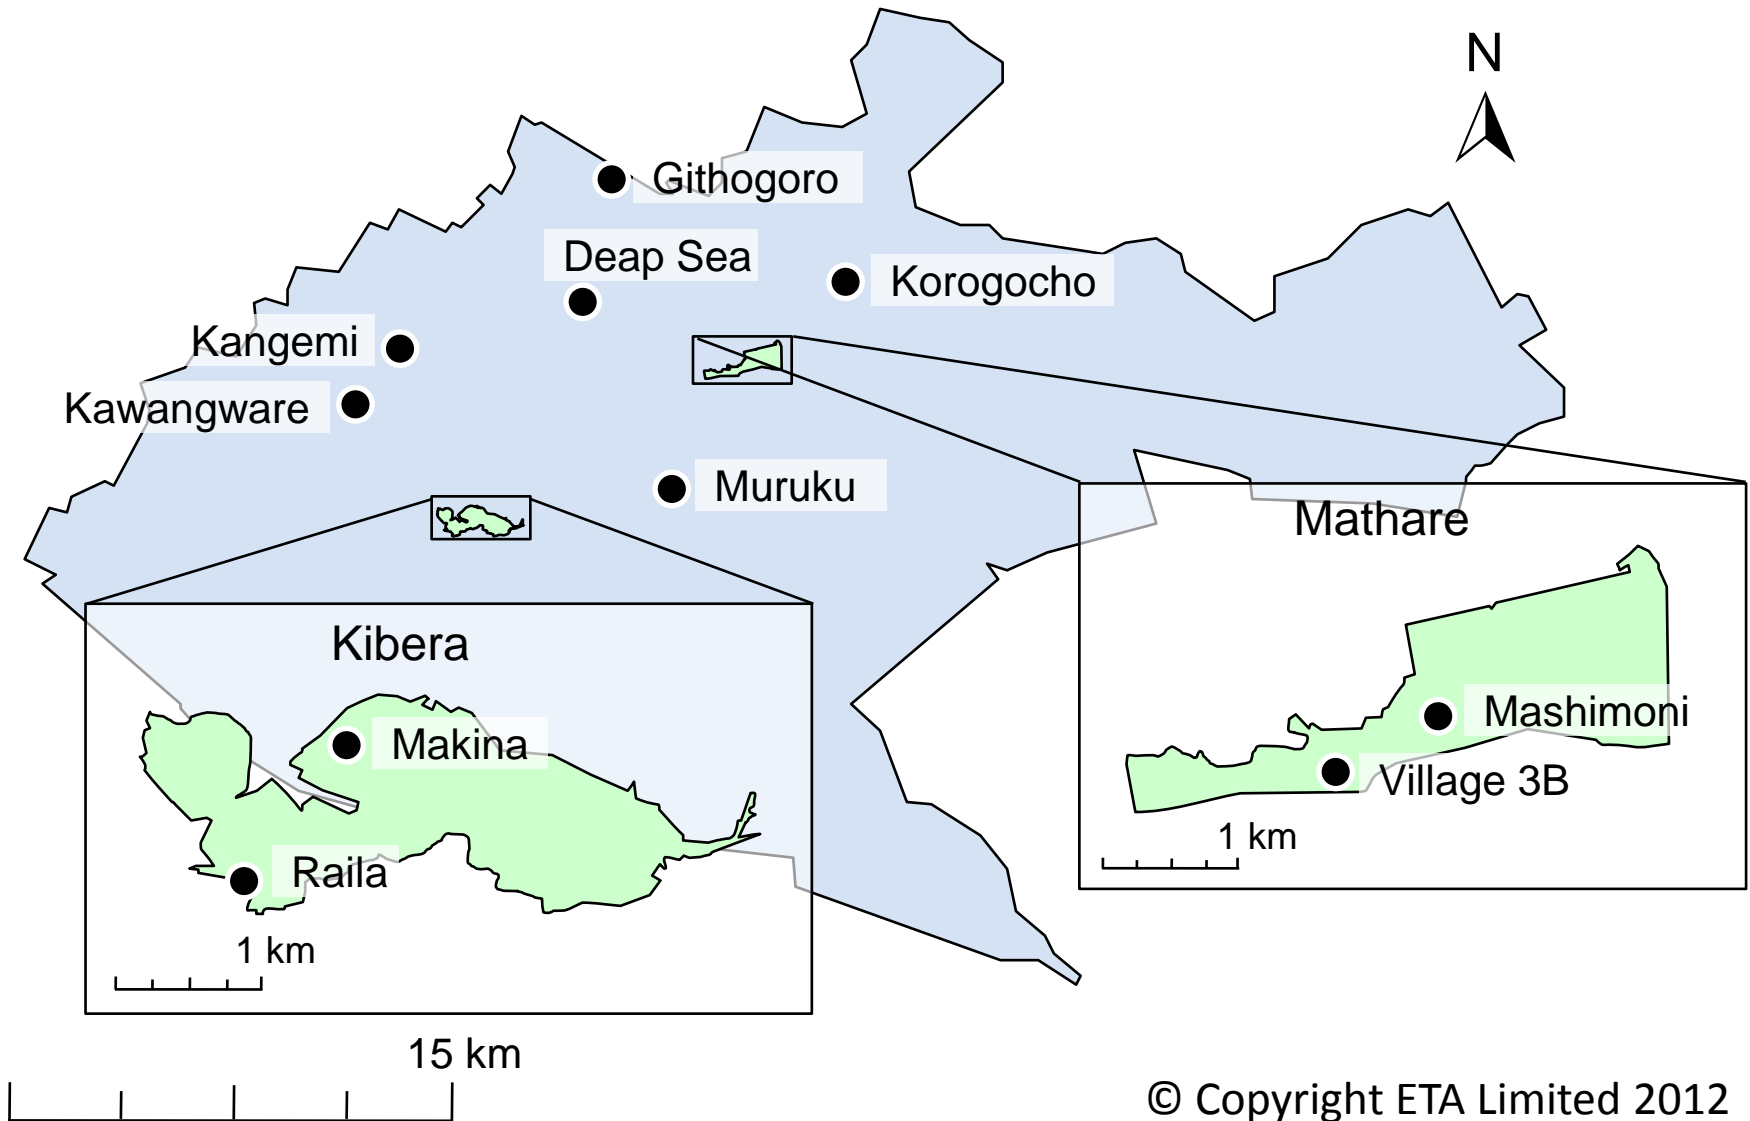 N
Githogoro
Deap Sea
Korogocho
Kangemi
Kawangware
Muruku
Mathare
Kibera
Mashimoni
Makina
Village 3B
1 km
Raila
1 km
15 km
© Copyright ETA Limited 2012